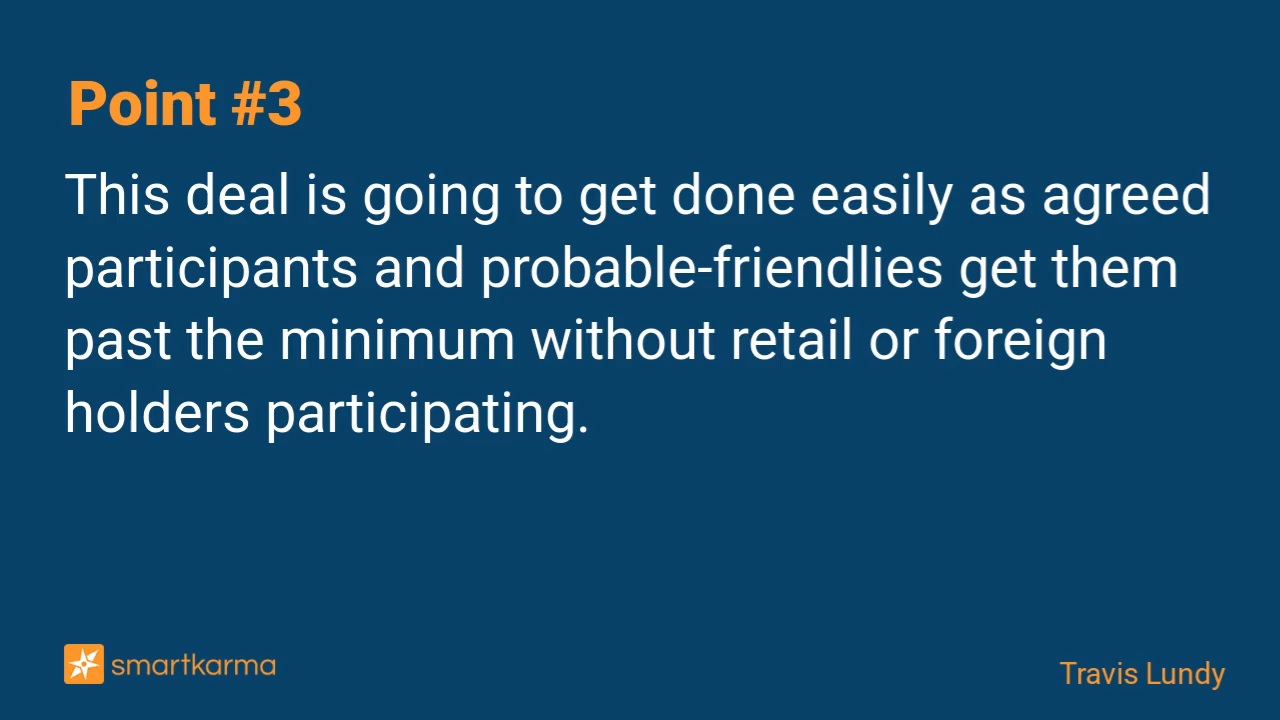 Point #3
This deal is going to get done easily as agreed
participants and probable-friendlies get them
past the minimum without retail or foreign
holders participating.
smartkarma
Travis Lundy